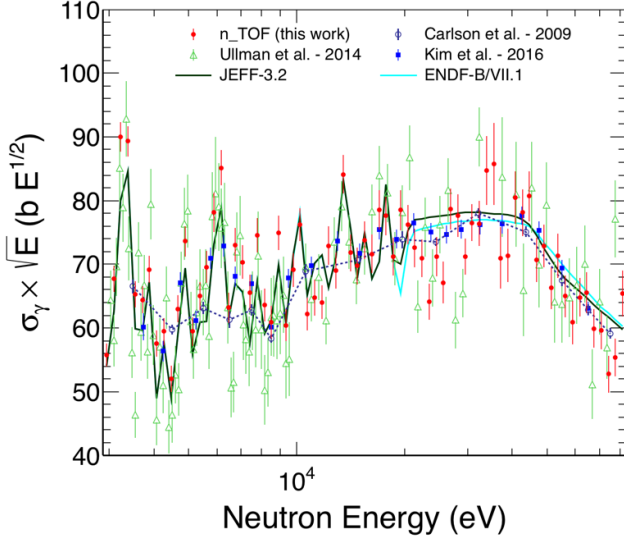 n_TOF (this work)
Carlson et al. - 2009
Ullman et al. - 2014
Kim et al. - 2016
JEFF-3.2
ENDF-B/VII.1
110
100
90
80
70
60
50
40
σγ × √E (b E^1/2)
10^4
Neutron Energy (eV)